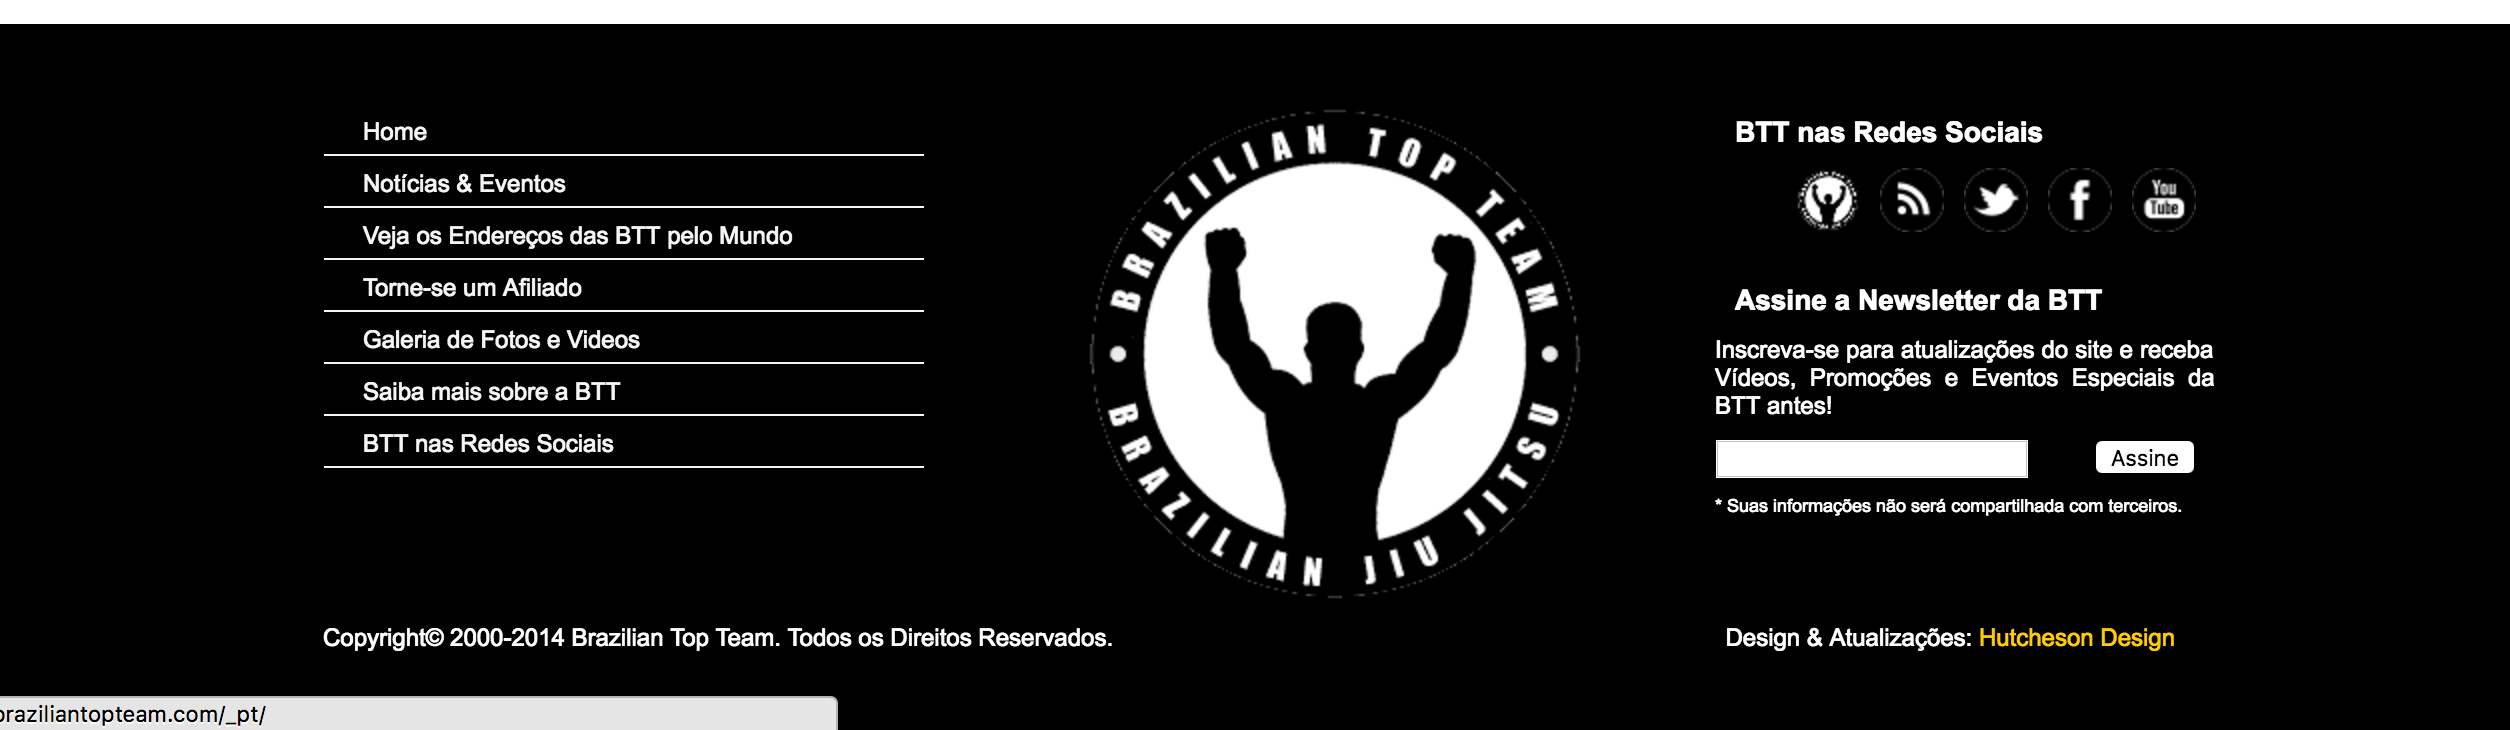 Home
Notícias & Eventos
Veja os Endereços das BTT pelo Mundo
Torne-se um Afiliado
Galeria de Fotos e Videos
Saiba mais sobre a BTT
BTT nas Redes Sociais
BRAZILIAN TOP TEAM
BRAZILIAN JIU JITSU
BTT nas Redes Sociais
You
Tube
Assine a Newsletter da BTT
Inscreva-se para atualizações do site e receba
Vídeos, Promoções e Eventos Especiais da
BTT antes!
Assine
* Suas informações não será compartilhada com terceiros.
Copyright© 2000-2014 Brazilian Top Team. Todos os Direitos Reservados.
Design & Atualizações: Hutcheson Design
braziliantopteam.com/_pt/